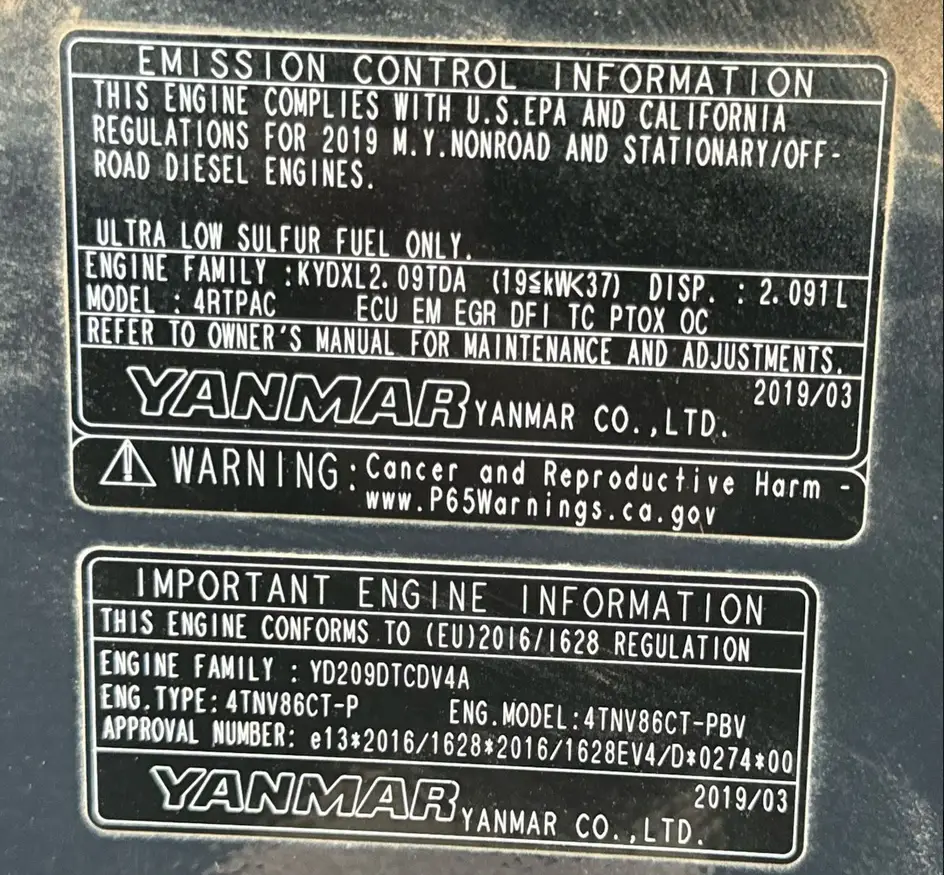 EMISSION CONTROL INFORMATION
THIS ENGINE COMPLIES WITH U.S.EPA AND CALIFORNIA
REGULATIONS FOR 2019 M.Y.NONROAD AND STATIONARY/OFF-
ROAD DIESEL ENGINES.
ULTRA LOW SULFUR FUEL ONLY.
ENGINE FAMILY :KYDXL2.09TDA (19≦kW<37) DISP. : 2.091L
MODEL : 4RTPAC ECU EM EGR DFI TC PTOX OC
REFER TO OWNER'S MANUAL FOR MAINTENANCE AND ADJUSTMENTS.
2019/03
YANMAR YANMAR CO.,LTD.
WARNING:Cancer and Reproductive Harm -
www.P65Warnings.ca.gov
IMPORTANT ENGINE INFORMATION
THIS ENGINE CONFORMS TO (EU)2016/1628 REGULATION
ENGINE FAMILY : YD209DTCDV4A
ENG.TYPE:4TNV86CT-P ENG.MODEL:4TNV86CT-PBV
APPROVAL NUMBER: e13*2016/1628*2016/1628EV4/D*0274*00
2019/03
YANMAR YANMAR CO.,LTD.